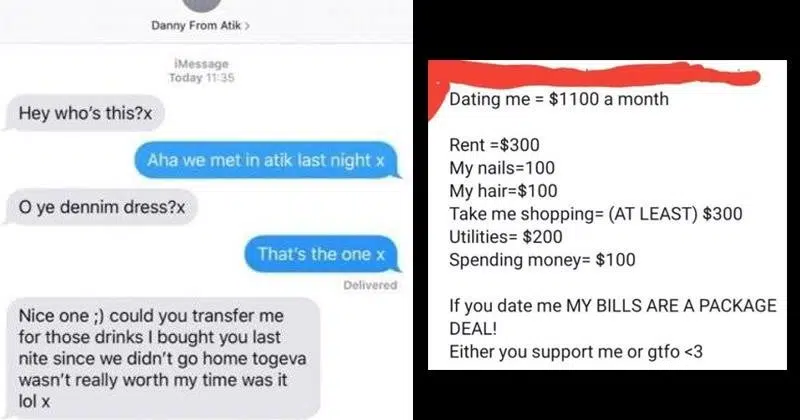 Danny From Atik >
iMessage
Today 11:35
Hey who's this?x
Aha we met in atik last night x
O ye dennim dress?x
That's the one x
Delivered
Nice one ;) could you transfer me
for those drinks I bought you last
nite since we didn't go home togeva
wasn't really worth my time was it
lol x
Dating me = $1100 a month
Rent =$300
My nails=100
My hair=$100
Take me shopping= (AT LEAST) $300
Utilities= $200
Spending money= $100
If you date me MY BILLS ARE A PACKAGE
DEAL!
Either you support me or gtfo <3